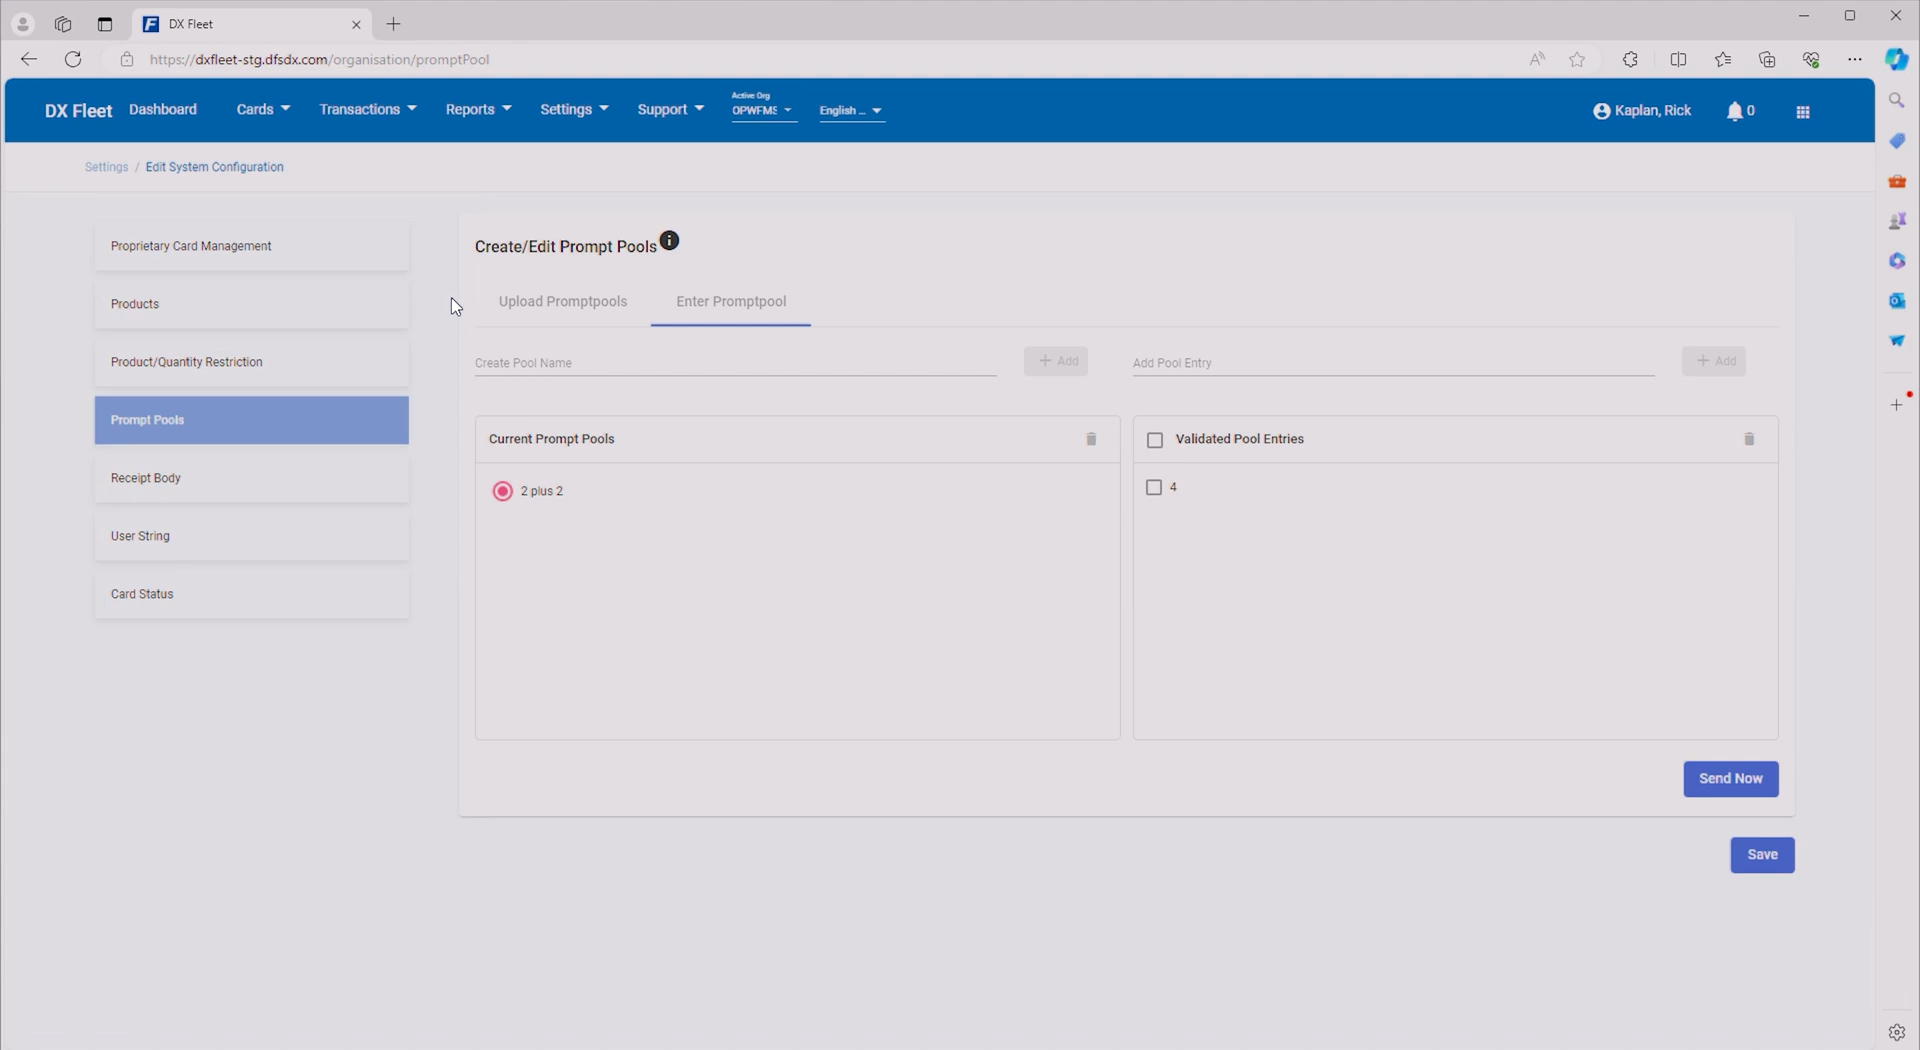 DX Fleet
https://dxfleet-stg.dfsdx.com/organisation/promptPool
DX Fleet Dashboard Cards Transactions Reports Settings Support Active Org OPWFMS English ... Kaplan, Rick 0
Settings / Edit System Configuration
Proprietary Card Management
Products
Product/Quantity Restriction
Prompt Pools
Receipt Body
User String
Card Status
Create/Edit Prompt Pools
Upload Promptpools Enter Promptpool
Create Pool Name + Add Add Pool Entry + Add
Current Prompt Pools
2 plus 2
Validated Pool Entries
4
Send Now
Save